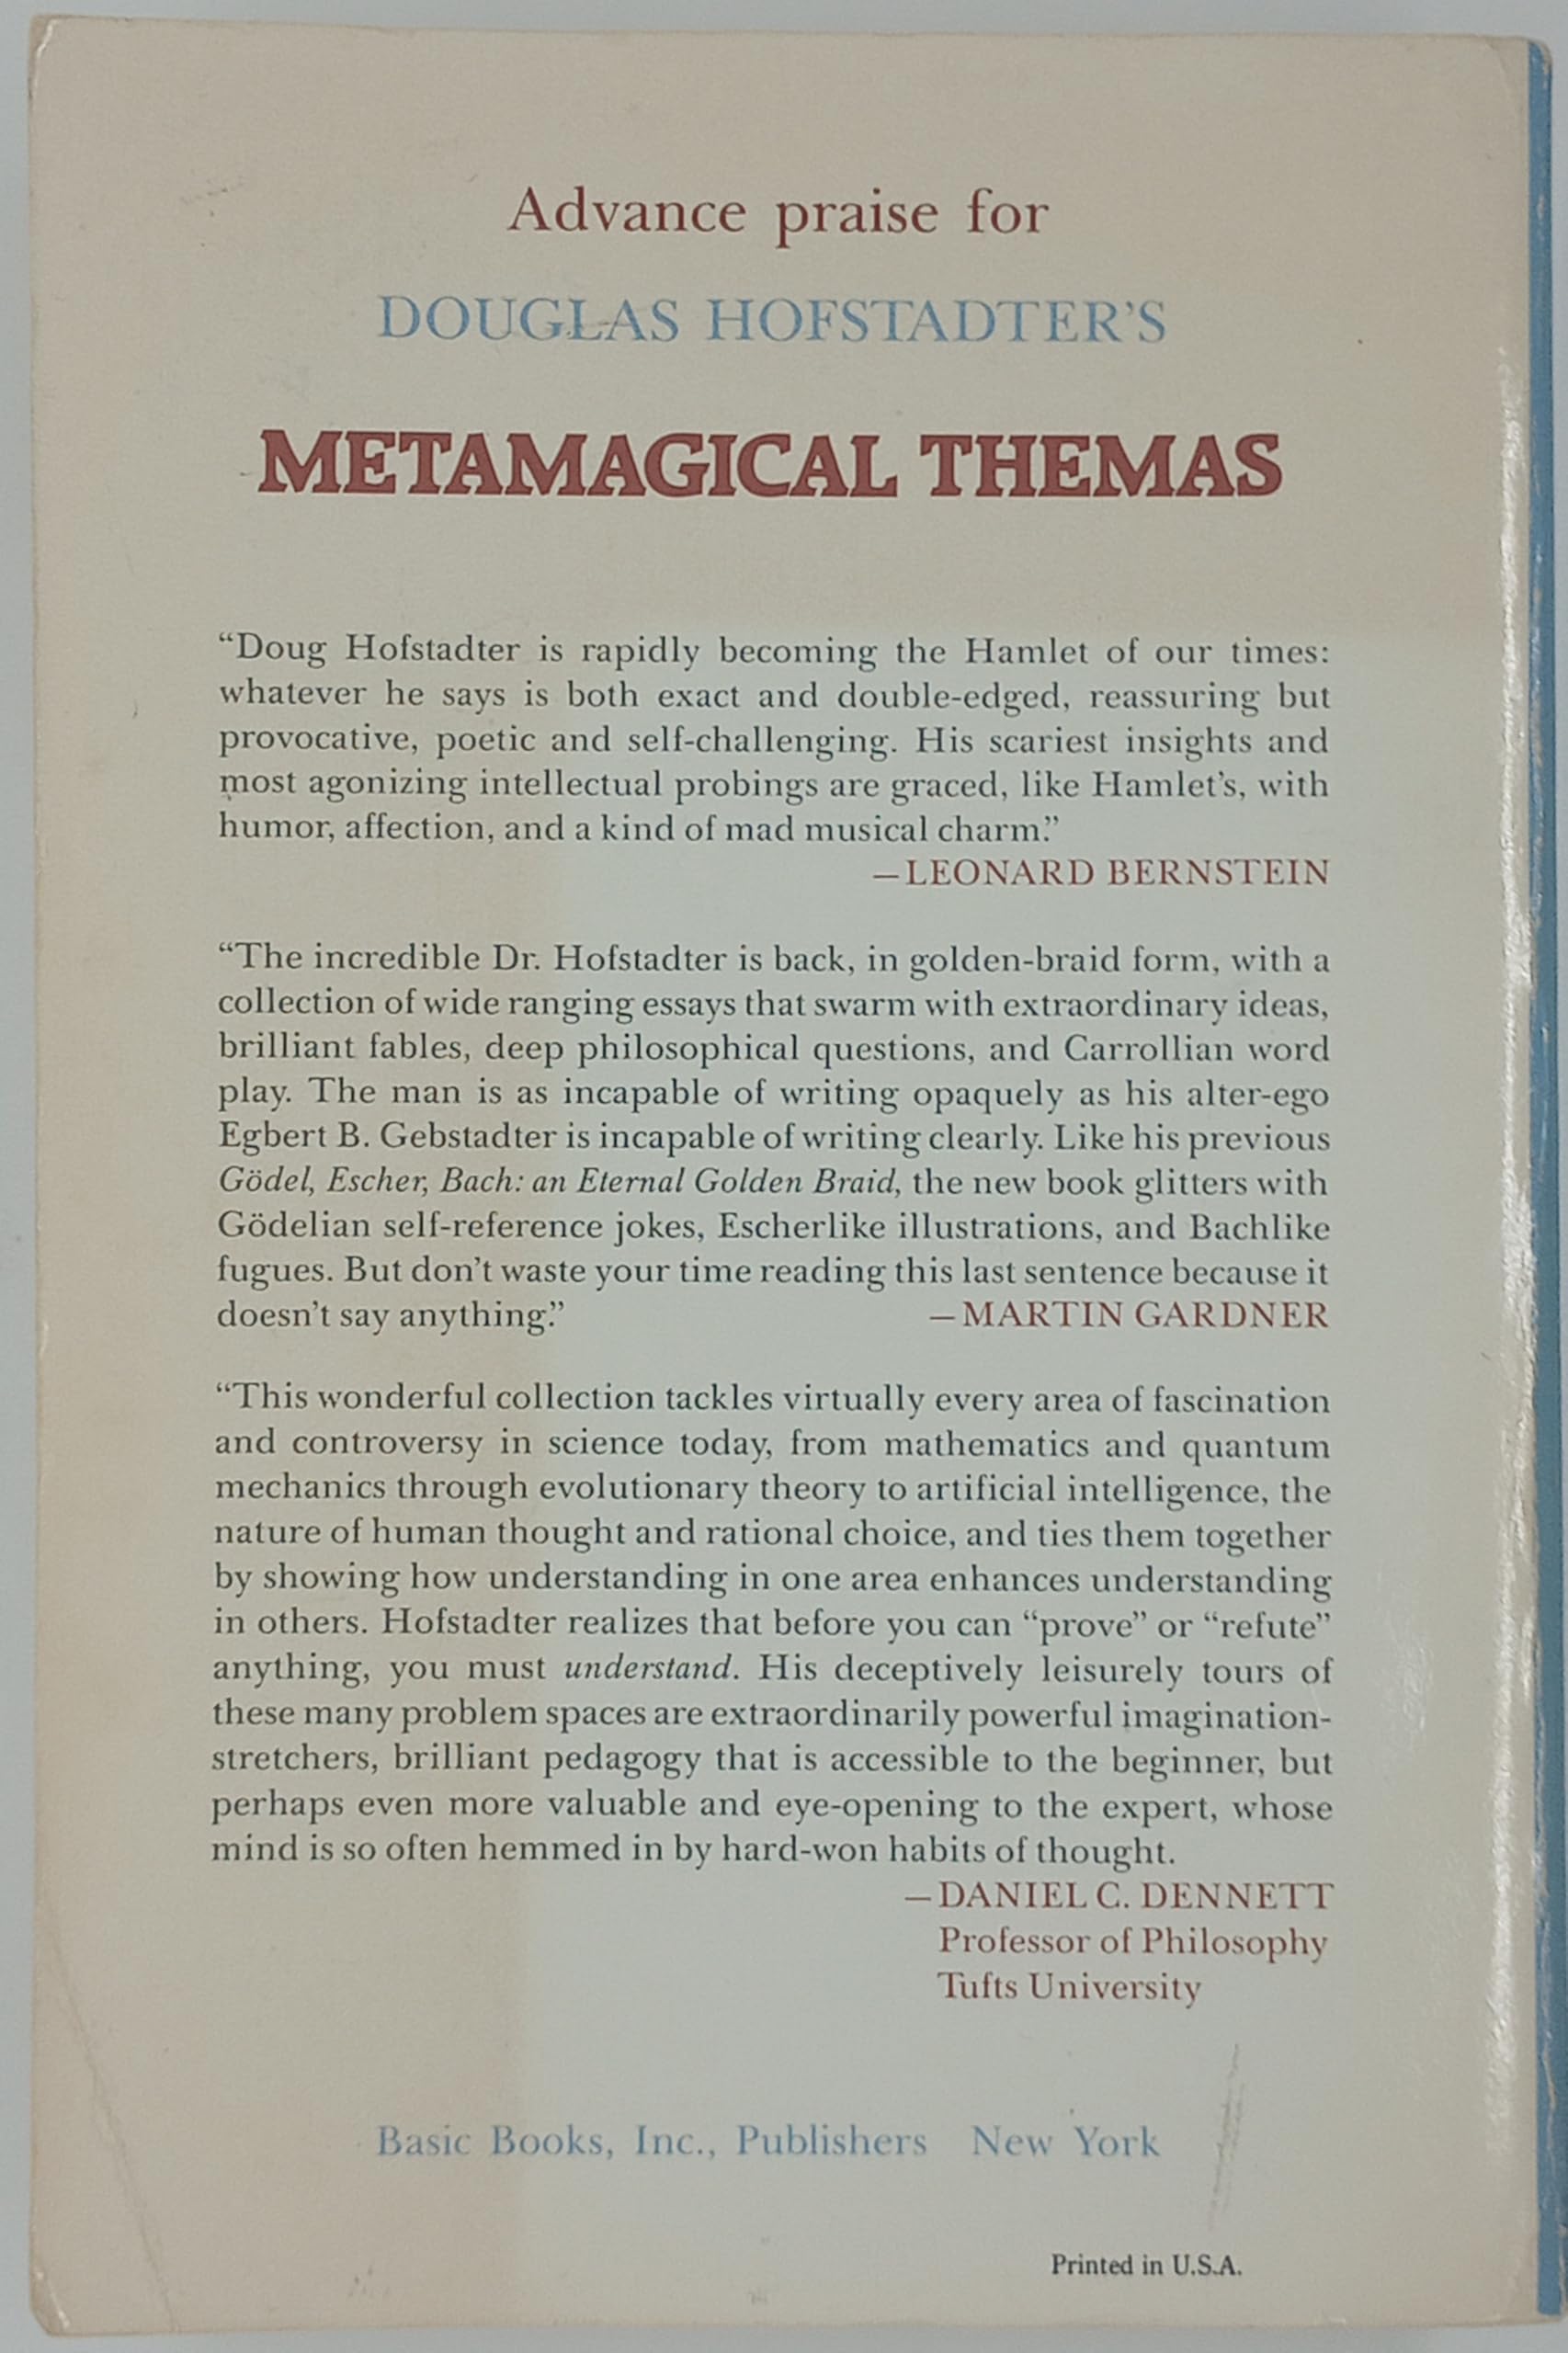 Advance praise for
DOUGLAS HOFSTADTER'S
METAMAGICAL THEMAS
“Doug Hofstadter is rapidly becoming the Hamlet of our times:
whatever he says is both exact and double-edged, reassuring but
provocative, poetic and self-challenging. His scariest insights and
most agonizing intellectual probings are graced, like Hamlet’s, with
humor, affection, and a kind of mad musical charm.”
—LEONARD BERNSTEIN
“The incredible Dr. Hofstadter is back, in golden-braid form, with a
collection of wide ranging essays that swarm with extraordinary ideas,
brilliant fables, deep philosophical questions, and Carrollian word
play. The man is as incapable of writing opaquely as his alter-ego
Egbert B. Gebstadter is incapable of writing clearly. Like his previous
Gödel, Escher, Bach: an Eternal Golden Braid, the new book glitters with
Gödelian self-reference jokes, Escherlike illustrations, and Bachlike
fugues. But don’t waste your time reading this last sentence because it
doesn’t say anything.” —MARTIN GARDNER
“This wonderful collection tackles virtually every area of fascination
and controversy in science today, from mathematics and quantum
mechanics through evolutionary theory to artificial intelligence, the
nature of human thought and rational choice, and ties them together
by showing how understanding in one area enhances understanding
in others. Hofstadter realizes that before you can “prove” or “refute”
anything, you must understand. His deceptively leisurely tours of
these many problem spaces are extraordinarily powerful imagination-
stretchers, brilliant pedagogy that is accessible to the beginner, but
perhaps even more valuable and eye-opening to the expert, whose
mind is so often hemmed in by hard-won habits of thought.
—DANIEL C. DENNETT
Professor of Philosophy
Tufts University
Basic Books, Inc., Publishers New York
Printed in U.S.A.